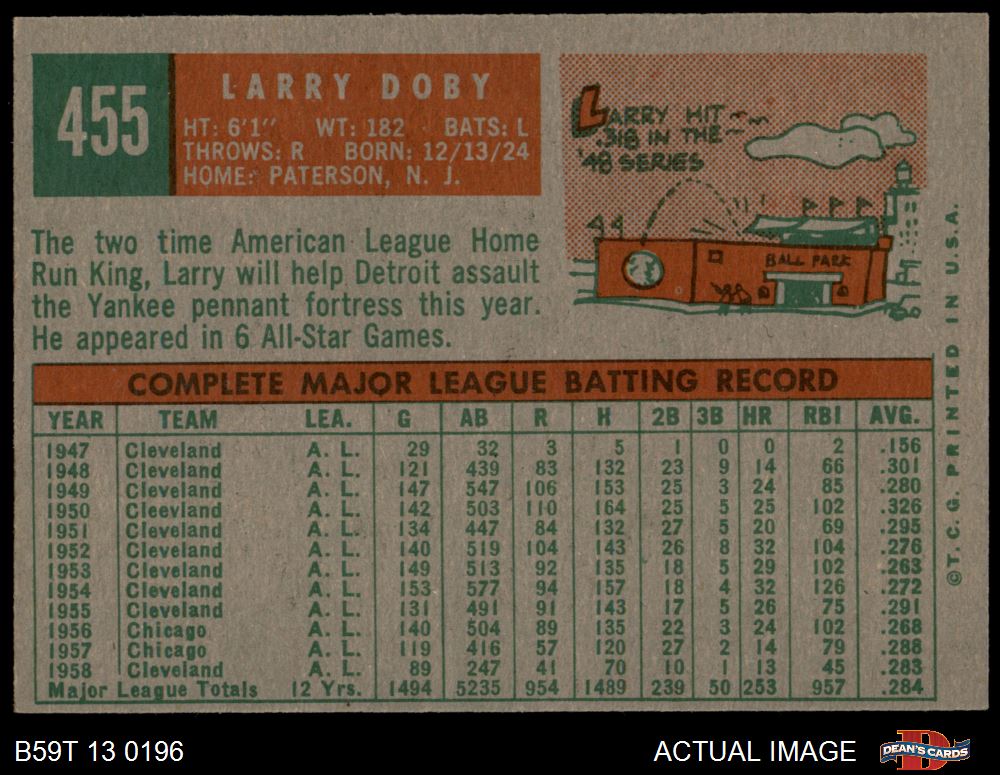 455
LARRY DOBY
HT: 6'1" WT: 182 BATS: L
THROWS: R BORN: 12/13/24
HOME: PATERSON, N. J.
LARRY HIT
.318 IN THE
'48 SERIES
BALL PARK
The two time American League Home
Run King, Larry will help Detroit assault
the Yankee pennant fortress this year.
He appeared in 6 All-Star Games.
COMPLETE MAJOR LEAGUE BATTING RECORD
YEAR TEAM LEA. G AB R H 2B 3B HR RBI AVG.
1947 Cleveland A. L. 29 32 3 5 1 0 0 2 .156
1948 Cleveland A. L. 121 439 83 132 23 9 14 66 .301
1949 Cleveland A. L. 147 547 106 153 25 3 24 85 .280
1950 Cleevland A. L. 142 503 110 164 25 5 25 102 .326
1951 Cleveland A. L. 134 447 84 132 27 5 20 69 .295
1952 Cleveland A. L. 140 519 104 143 26 8 32 104 .276
1953 Cleveland A. L. 149 513 92 135 18 5 29 102 .263
1954 Cleveland A. L. 153 577 94 157 18 4 32 126 .272
1955 Cleveland A. L. 131 491 91 143 17 5 26 75 .291
1956 Chicago A. L. 140 504 89 135 22 3 24 102 .268
1957 Chicago A. L. 119 416 57 120 27 2 14 79 .288
1958 Cleveland A. L. 89 247 41 70 10 1 13 45 .283
Major League Totals 12 Yrs. 1494 5235 954 1489 239 50 253 957 .284
©T. C. G. PRINTED IN U.S.A.
B59T 13 0196
ACTUAL IMAGE
D
DEAN'S CARDS